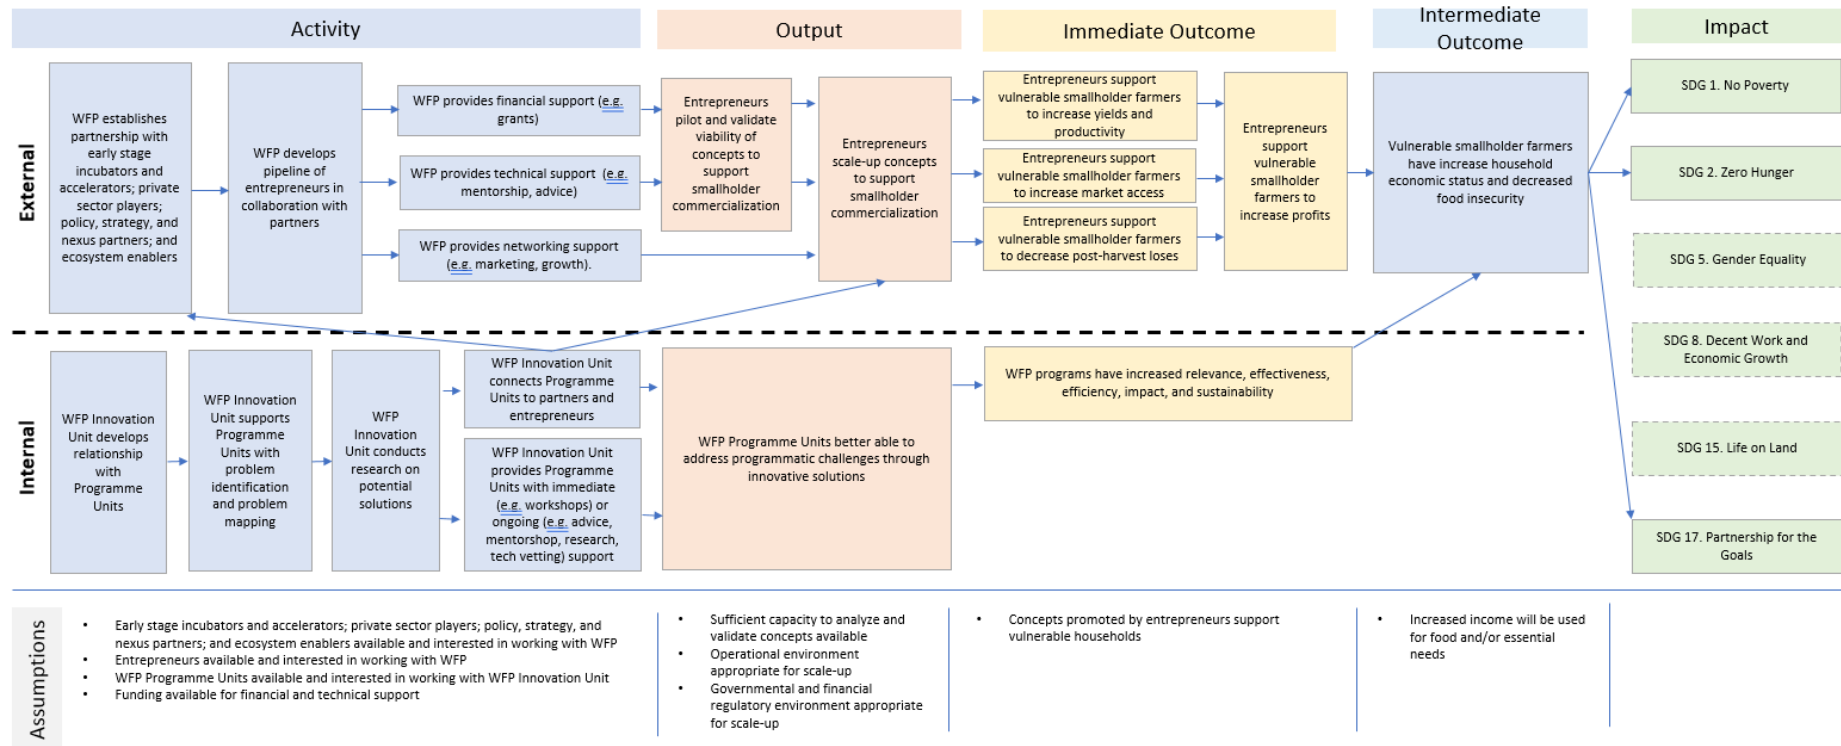 Activity
Output
Immediate Outcome
Intermediate
Outcome
Impact
External
WFP establishes
partnership with
early stage
incubators and
accelerators; private
sector players;
policy, strategy, and
nexus partners; and
ecosystem enablers
WFP develops
pipeline of
entrepreneurs in
collaboration with
partners
WFP provides financial support (e.g.
grants)
WFP provides technical support (e.g.
mentorship, advice)
WFP provides networking support
(e.g. marketing, growth).
Entrepreneurs
pilot and validate
viability of
concepts to
support
smallholder
commercialization
Entrepreneurs
scale-up concepts
to support
smallholder
commercialization
Entrepreneurs support
vulnerable smallholder farmers
to increase yields and
productivity
Entrepreneurs support
vulnerable smallholder farmers
to increase market access
Entrepreneurs support
vulnerable smallholder farmers
to decrease post-harvest loses
Entrepreneurs
support
vulnerable
smallholder
farmers to
increase profits
Vulnerable smallholder farmers
have increase household
economic status and decreased
food insecurity
SDG 1. No Poverty
SDG 2. Zero Hunger
SDG 5. Gender Equality
SDG 8. Decent Work and
Economic Growth
SDG 15. Life on Land
SDG 17. Partnership for the
Goals
Internal
WFP Innovation
Unit develops
relationship
with
Programme
Units
WFP Innovation
Unit supports
Programme
Units with
problem
identification
and problem
mapping
WFP
Innovation
Unit conducts
research on
potential
solutions
WFP Innovation Unit
connects Programme
Units to partners and
entrepreneurs
WFP Innovation Unit
provides Programme
Units with immediate
(e.g. workshops) or
ongoing (e.g. advice,
mentorshop, research,
tech vetting) support
WFP Programme Units better able to
address programmatic challenges through
innovative solutions
WFP programs have increased relevance, effectiveness,
efficiency, impact, and sustainability
Assumptions
• Early stage incubators and accelerators; private sector players; policy, strategy, and
nexus partners; and ecosystem enablers available and interested in working with WFP
• Entrepreneurs available and interested in working with WFP
• WFP Programme Units available and interested in working with WFP Innovation Unit
• Funding available for financial and technical support
• Sufficient capacity to analyze and
validate concepts available
• Operational environment
appropriate for scale-up
• Governmental and financial
regulatory environment appropriate
for scale-up
• Concepts promoted by entrepreneurs support
vulnerable households
• Increased income will be used
for food and/or essential
needs